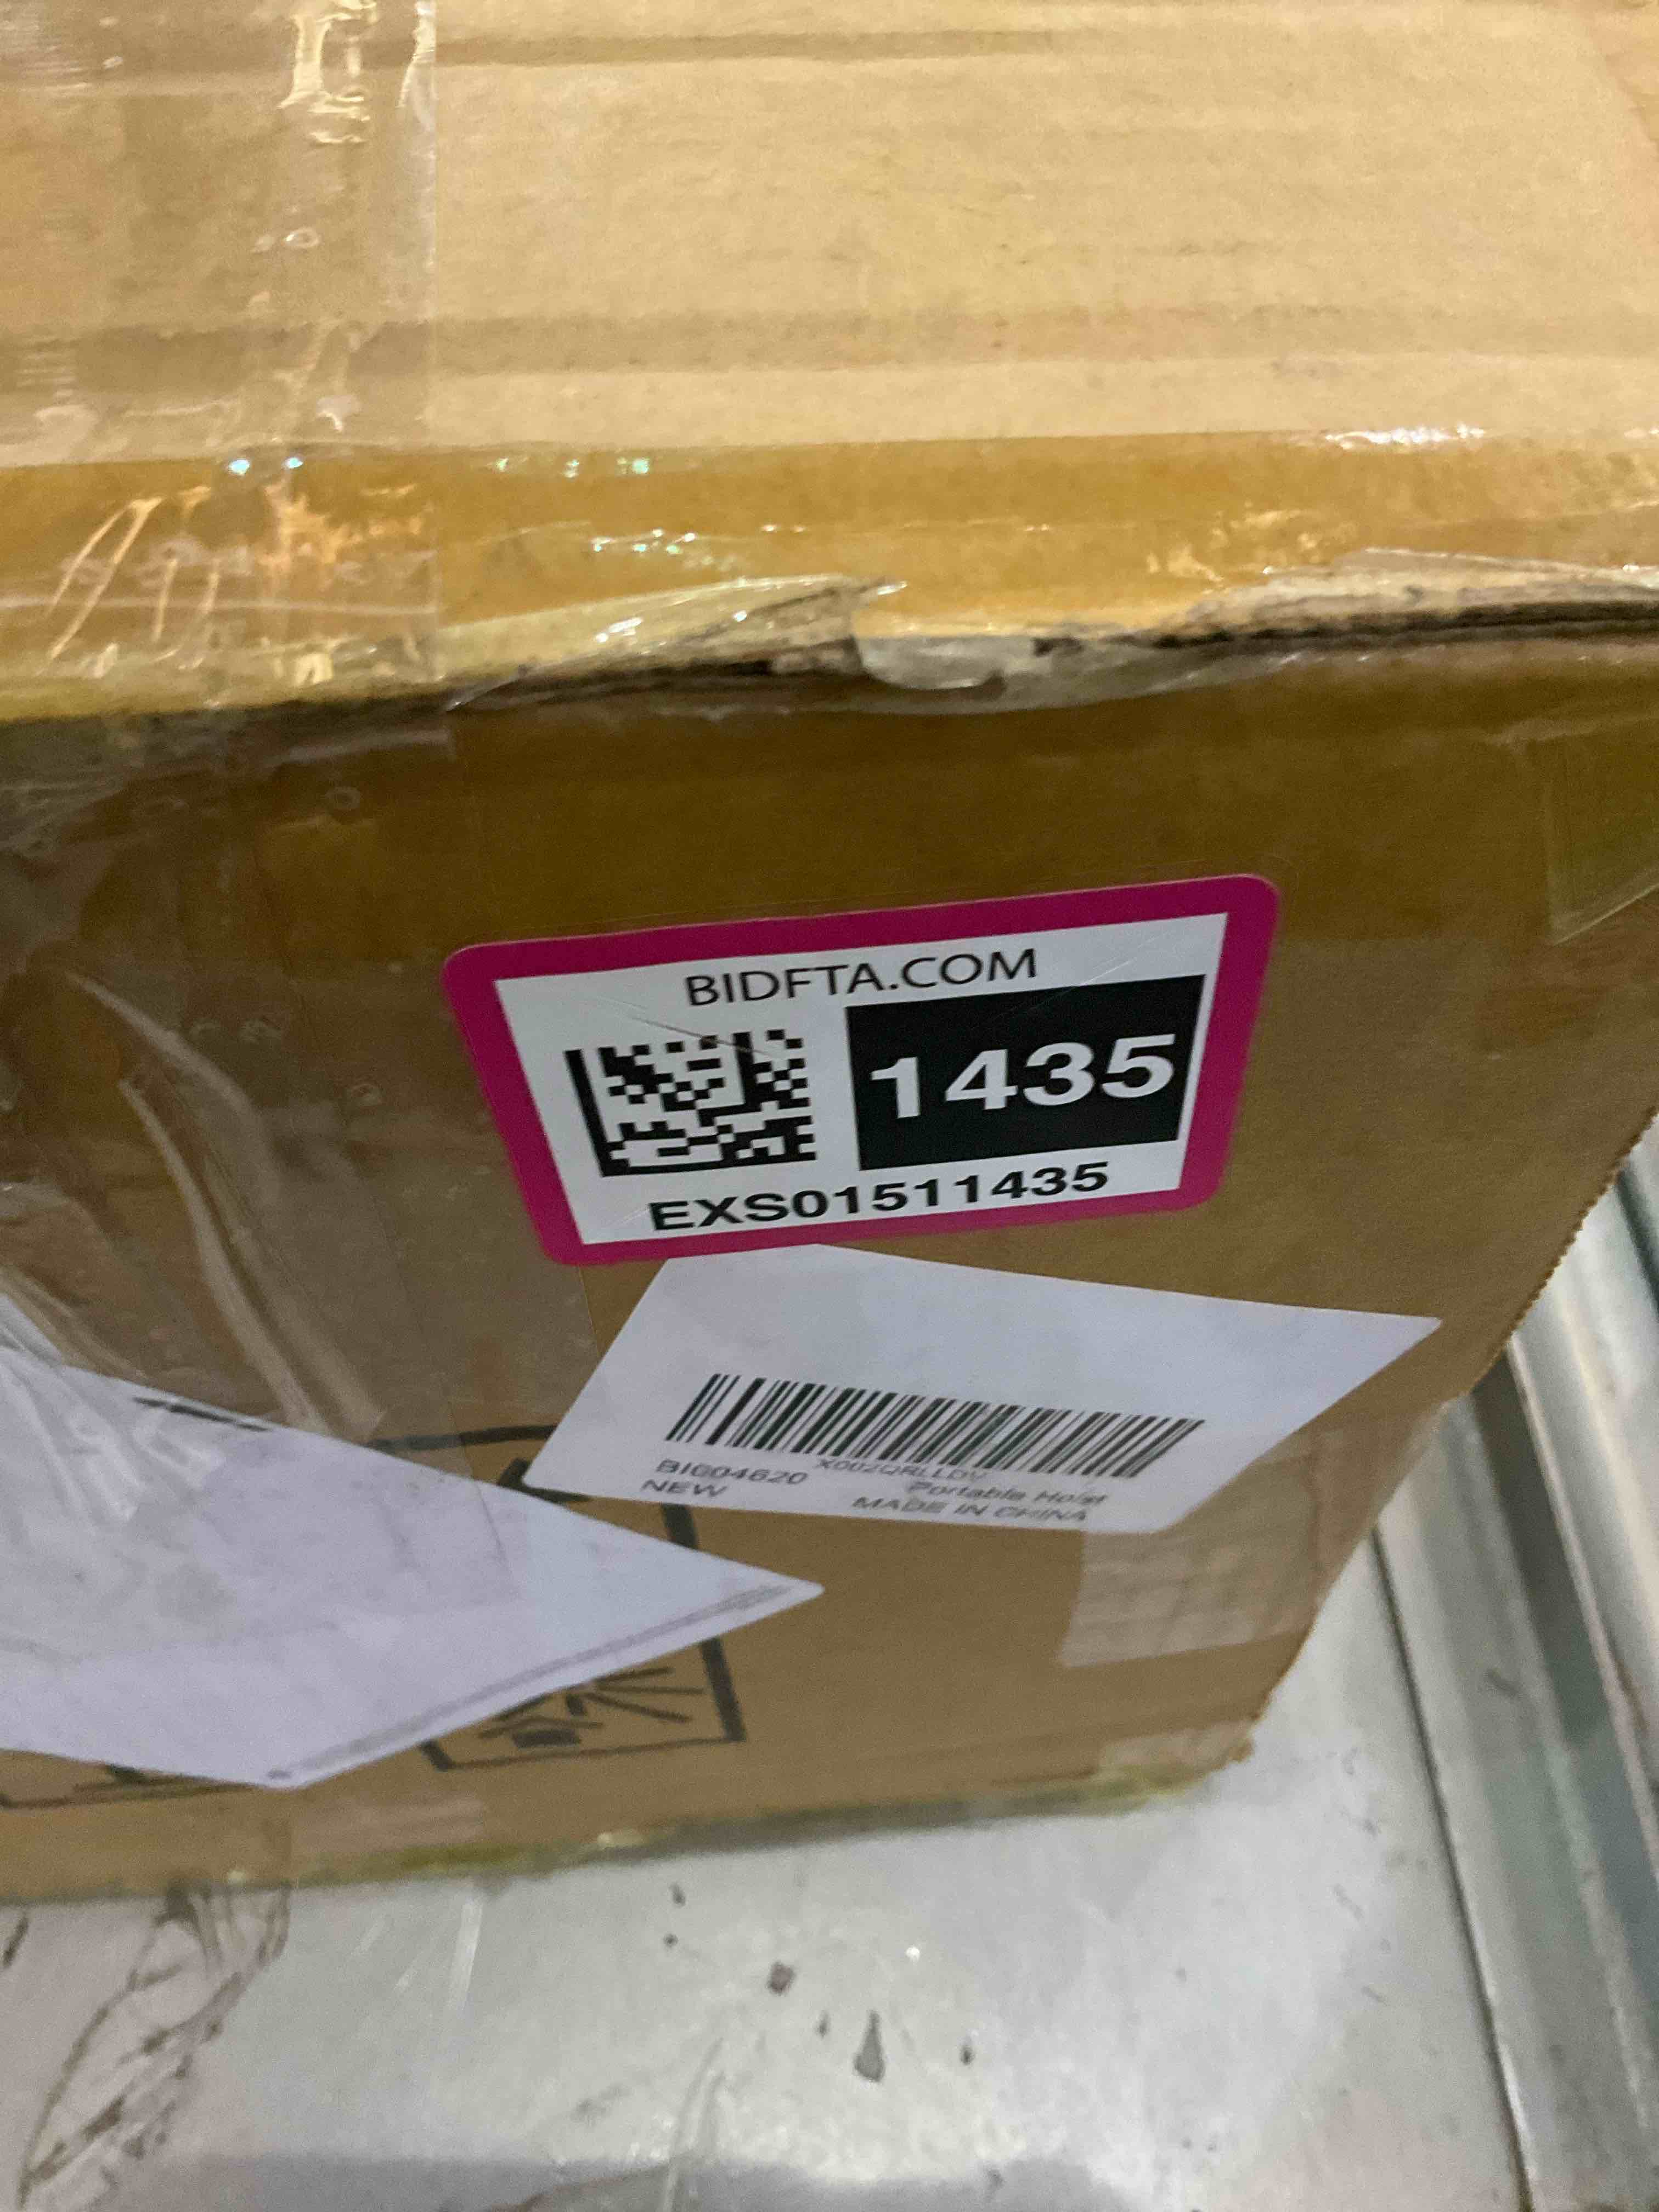 BIDFTA.COM
1435
EXS01511435
X002QRLLDV
BIG04620
Portable Hoist
NEW
MADE IN CHINA